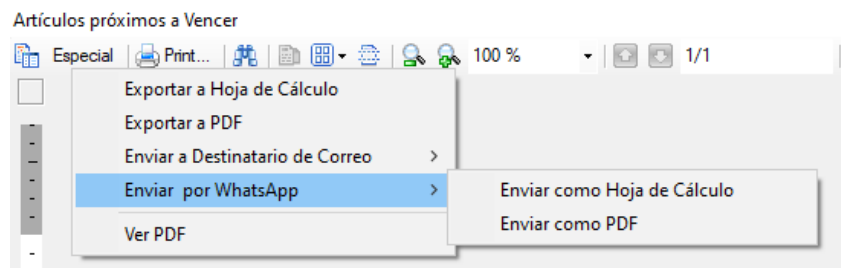 Artículos próximos a Vencer
Especial Print... 100 % 1/1
Exportar a Hoja de Cálculo
Exportar a PDF
Enviar a Destinatario de Correo
Enviar por WhatsApp
Enviar como Hoja de Cálculo
Enviar como PDF
Ver PDF